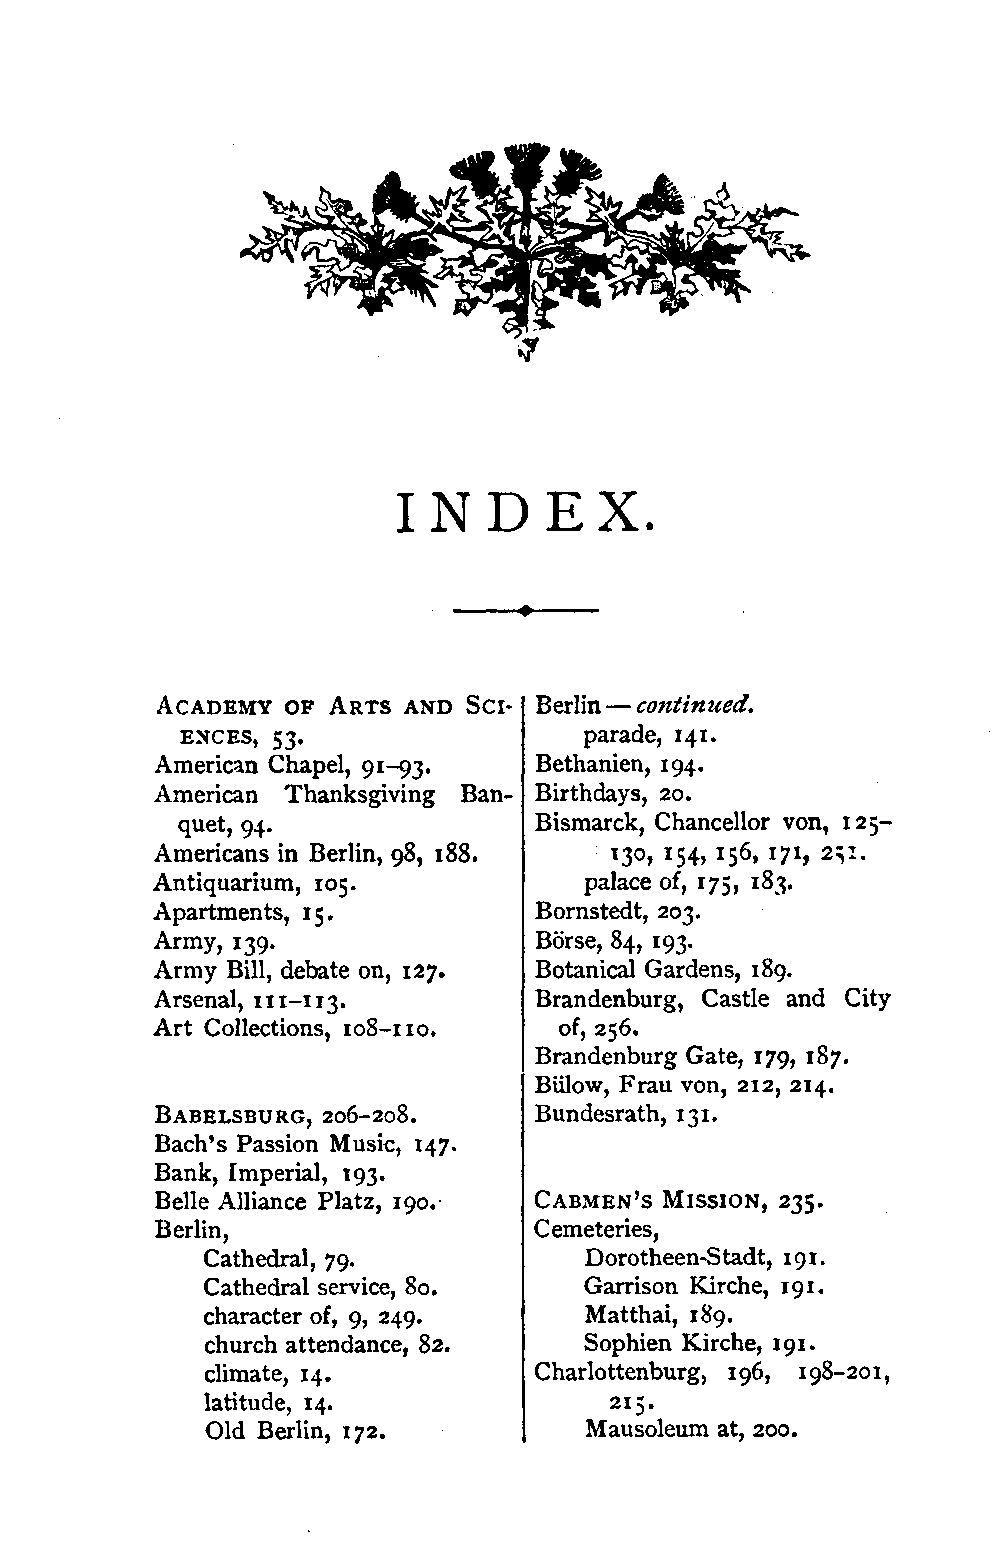 INDEX.
ACADEMY OF ARTS AND SCI-
ENCES, 53.
American Chapel, 91–93.
American Thanksgiving Ban-
quet, 94.
Americans in Berlin, 98, 188.
Antiquarium, 105.
Apartments, 15.
Army, 139.
Army Bill, debate on, 127.
Arsenal, 111–113.
Art Collections, 108–110.
BABELSBURG, 206–208.
Bach's Passion Music, 147.
Bank, Imperial, 193.
Belle Alliance Platz, 190.
Berlin,
Cathedral, 79.
Cathedral service, 80.
character of, 9, 249.
church attendance, 82.
climate, 14.
latitude, 14.
Old Berlin, 172.
Berlin — continued.
parade, 141.
Bethanien, 194.
Birthdays, 20.
Bismarck, Chancellor von, 125–
130, 154, 156, 171, 251.
palace of, 175, 183.
Bornstedt, 203.
Börse, 84, 193.
Botanical Gardens, 189.
Brandenburg, Castle and City
of, 256.
Brandenburg Gate, 179, 187.
Bülow, Frau von, 212, 214.
Bundesrath, 131.
CABMEN'S MISSION, 235.
Cemeteries,
Dorotheen-Stadt, 191.
Garrison Kirche, 191.
Matthai, 189.
Sophien Kirche, 191.
Charlottenburg, 196, 198–201,
215.
Mausoleum at, 200.